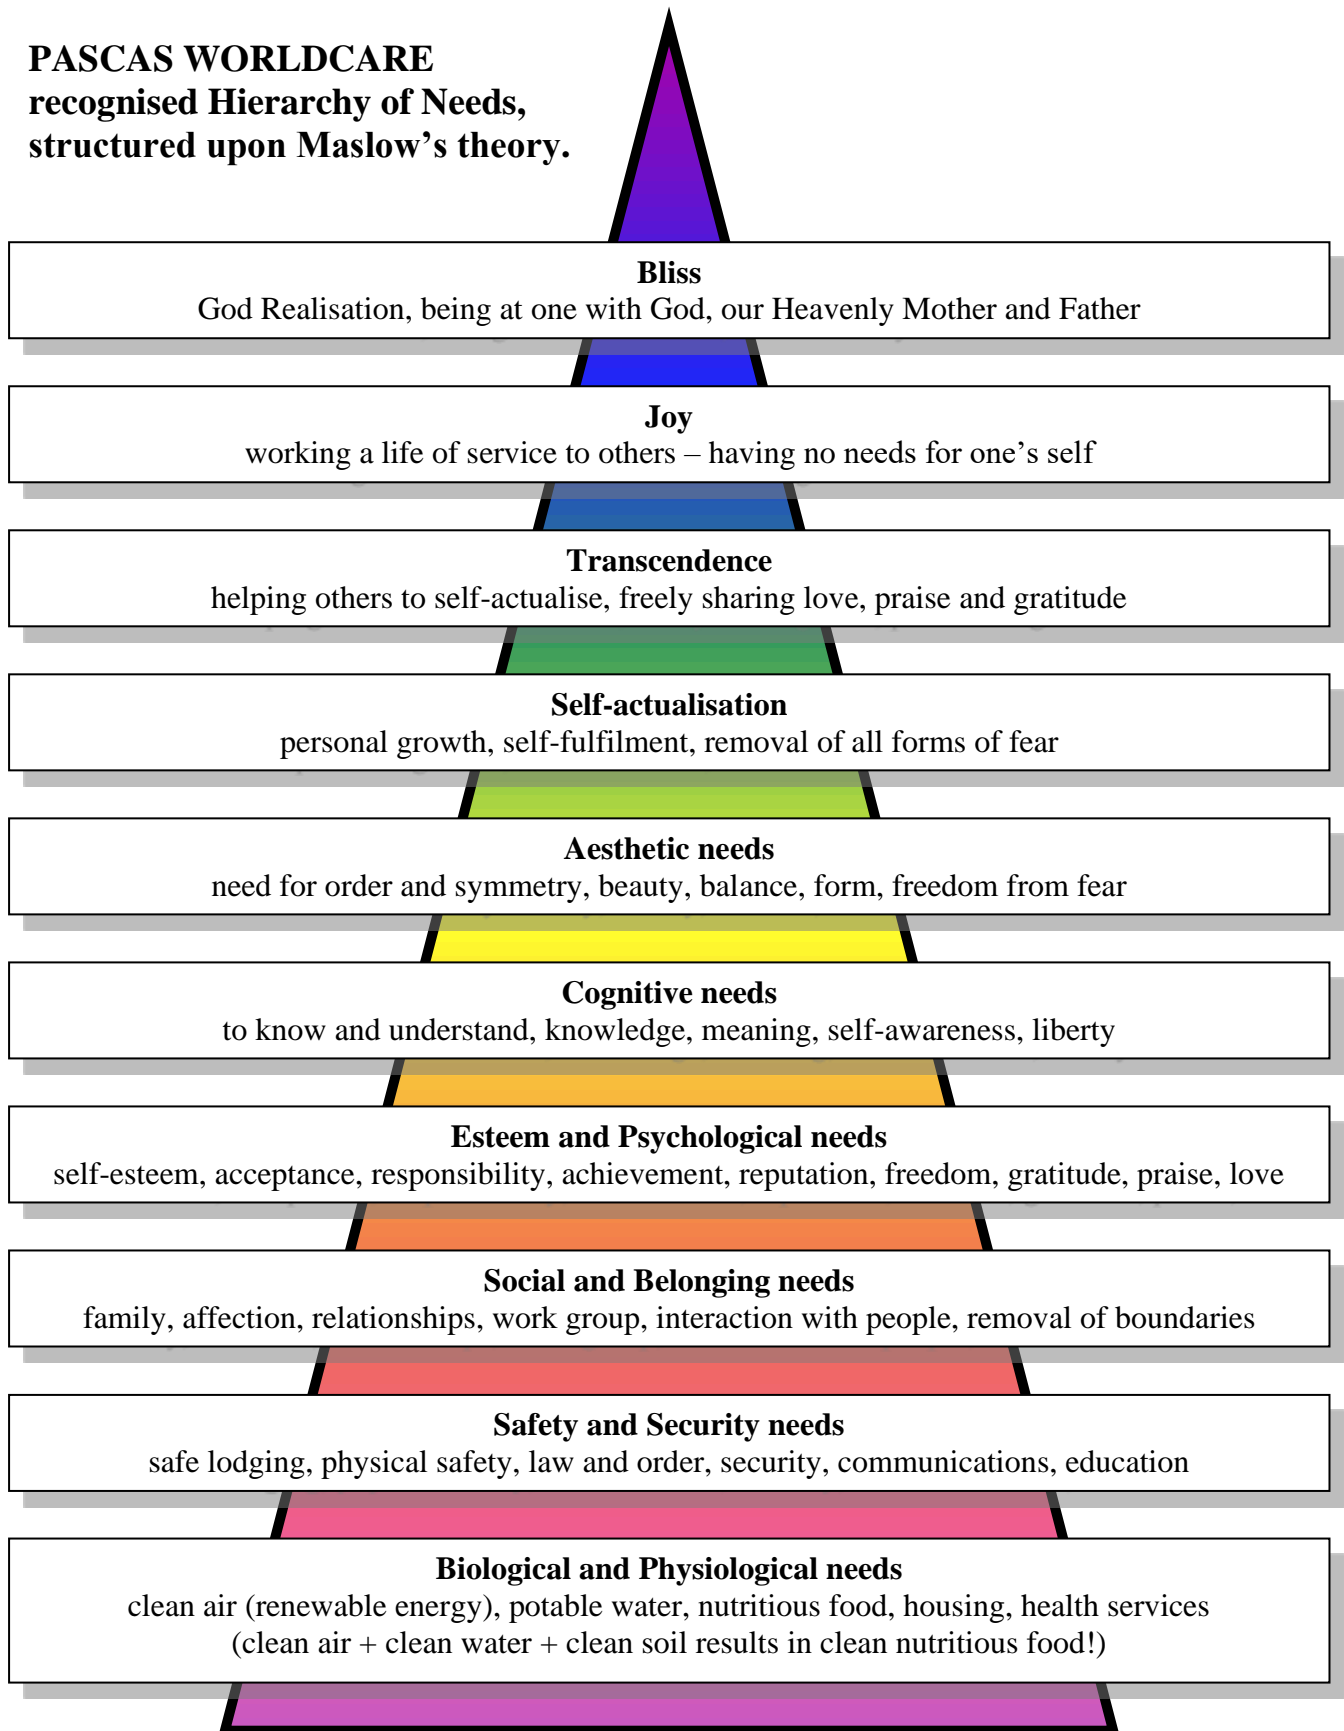 PASCAS WORLDCARE
recognised Hierarchy of Needs,
structured upon Maslow’s theory.
Bliss
God Realisation, being at one with God, our Heavenly Mother and Father
Joy
working a life of service to others – having no needs for one’s self
Transcendence
helping others to self-actualise, freely sharing love, praise and gratitude
Self-actualisation
personal growth, self-fulfilment, removal of all forms of fear
Aesthetic needs
need for order and symmetry, beauty, balance, form, freedom from fear
Cognitive needs
to know and understand, knowledge, meaning, self-awareness, liberty
Esteem and Psychological needs
self-esteem, acceptance, responsibility, achievement, reputation, freedom, gratitude, praise, love
Social and Belonging needs
family, affection, relationships, work group, interaction with people, removal of boundaries
Safety and Security needs
safe lodging, physical safety, law and order, security, communications, education
Biological and Physiological needs
clean air (renewable energy), potable water, nutritious food, housing, health services
(clean air + clean water + clean soil results in clean nutritious food!)